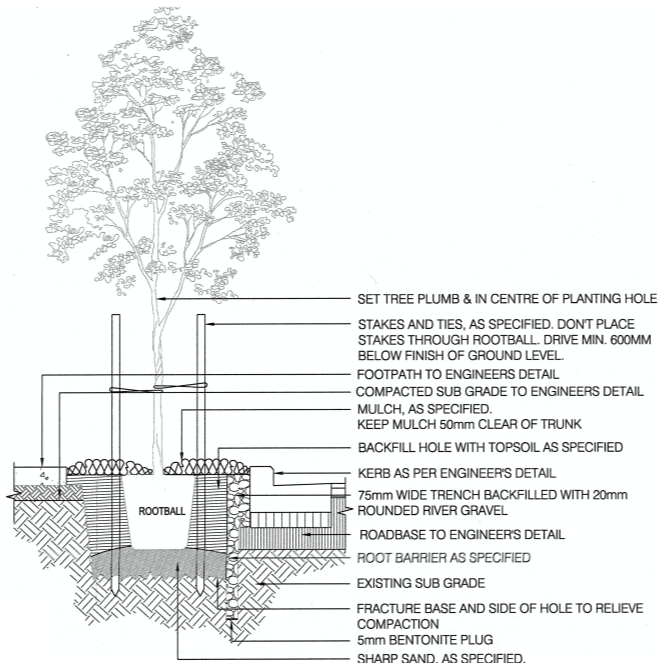 SET TREE PLUMB & IN CENTRE OF PLANTING HOLE
STAKES AND TIES, AS SPECIFIED. DON'T PLACE
STAKES THROUGH ROOTBALL. DRIVE MIN. 600MM
BELOW FINISH OF GROUND LEVEL.
FOOTPATH TO ENGINEERS DETAIL
COMPACTED SUB GRADE TO ENGINEERS DETAIL
MULCH, AS SPECIFIED.
KEEP MULCH 50mm CLEAR OF TRUNK
BACKFILL HOLE WITH TOPSOIL AS SPECIFIED
KERB AS PER ENGINEER'S DETAIL
75mm WIDE TRENCH BACKFILLED WITH 20mm
ROUNDED RIVER GRAVEL
ROOTBALL
ROADBASE TO ENGINEER'S DETAIL
ROOT BARRIER AS SPECIFIED
EXISTING SUB GRADE
FRACTURE BASE AND SIDE OF HOLE TO RELIEVE
COMPACTION
5mm BENTONITE PLUG
SHARP SAND, AS SPECIFIED.